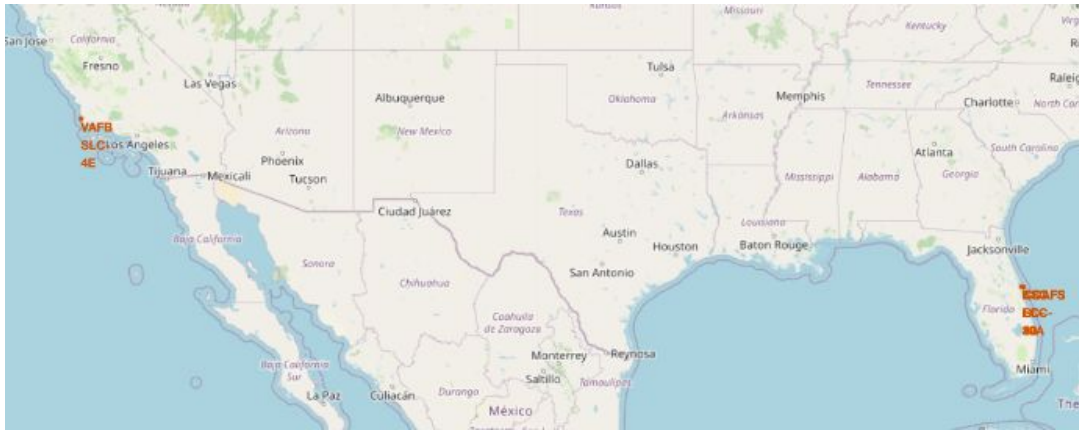 Kansas
Missouri
Kentucky
Virg
San Jose
California
Fresno
Las Vegas
Tulsa
Tennessee
Raleig
Albuquerque
Oklahoma
Memphis
Charlotte
North Car
VAFB
SLC-
4E
Los Angeles
Arizona
New Mexico
Arkansas
South Carolina
Phoenix
Dallas
Atlanta
Tijuana
Mexicali
Tucson
Mississippi
Alabama
Georgia
Ciudad Juárez
Texas
Baja California
Austin
Louisiana
Houston
Baton Rouge
Jacksonville
Sonora
San Antonio
Chihuahua
Florida
Coahuila
de Zaragoza
Monterrey
Reynosa
Baja California
Sur
Saltillo
Tamaulipas
Miami
La Paz
Culiacán
Durango
México
The